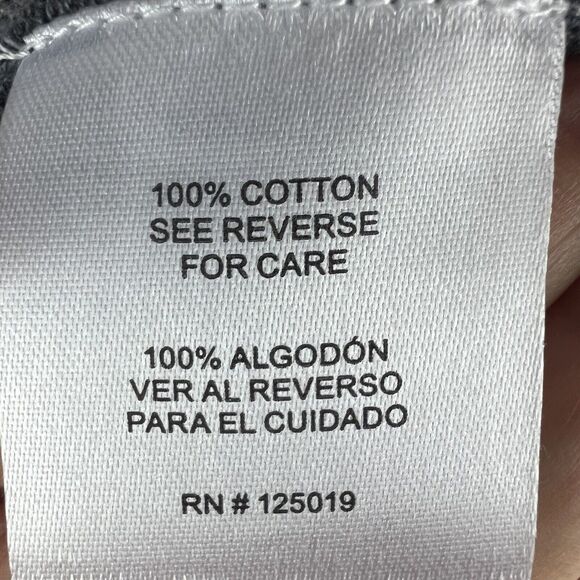 100% COTTON
SEE REVERSE
FOR CARE
100% ALGODÓN
VER AL REVERSO
PARA EL CUIDADO
RN # 125019